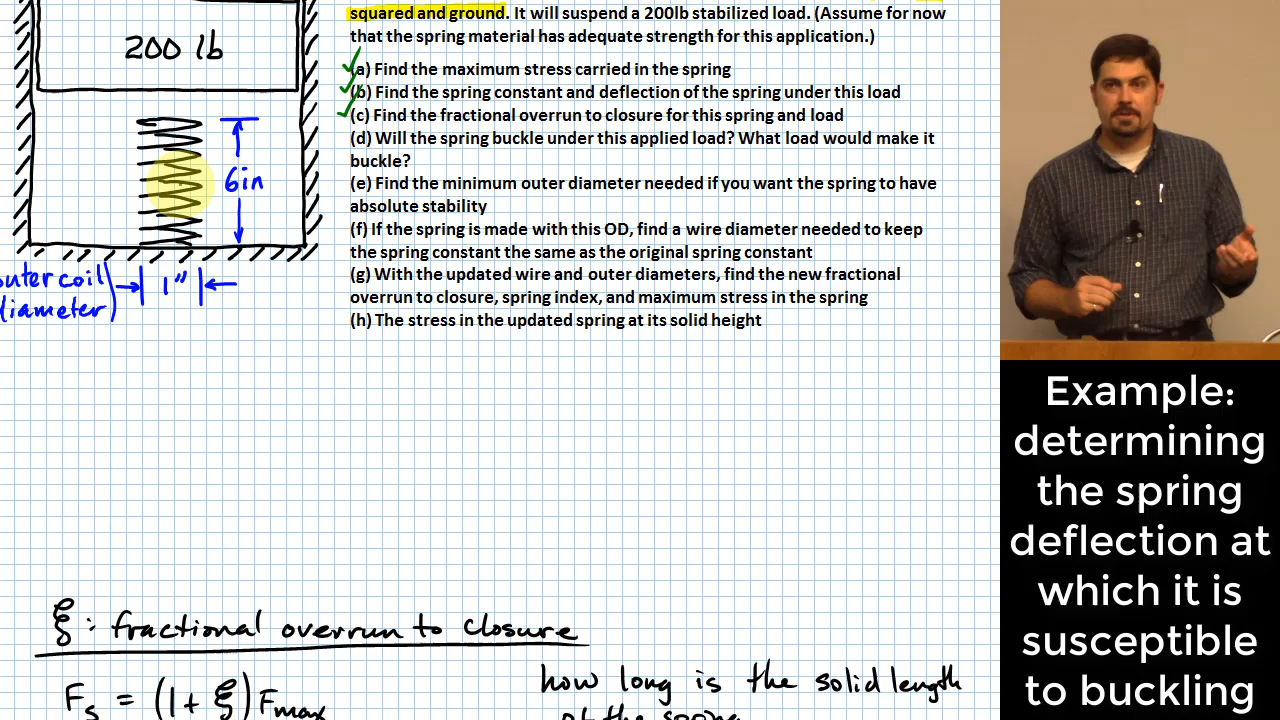 squared and ground. It will suspend a 200lb stabilized load. (Assume for now
that the spring material has adequate strength for this application.)
200 lb
(a) Find the maximum stress carried in the spring
(b) Find the spring constant and deflection of the spring under this load
(c) Find the fractional overrun to closure for this spring and load
(d) Will the spring buckle under this applied load? What load would make it
buckle?
(e) Find the minimum outer diameter needed if you want the spring to have
absolute stability
(f) If the spring is made with this OD, find a wire diameter needed to keep
the spring constant the same as the original spring constant
(g) With the updated wire and outer diameters, find the new fractional
overrun to closure, spring index, and maximum stress in the spring
(h) The stress in the updated spring at its solid height
6in
outer coil
diameter)
1"
ξ : fractional overrun to closure
Fs = (1 + ξ) Fmax
how long is the solid length
of the spring
Example:
determining
the spring
deflection at
which it is
susceptible
to buckling